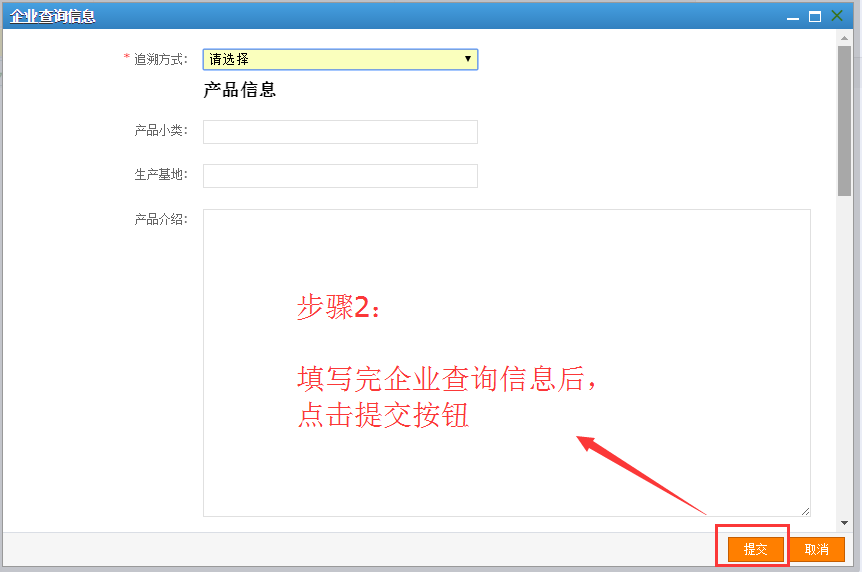 企业查询信息
* 追溯方式：
请选择
产品信息
产品小类：
生产基地：
产品介绍：
步骤2：
填写完企业查询信息后，
点击提交按钮
提交
取消